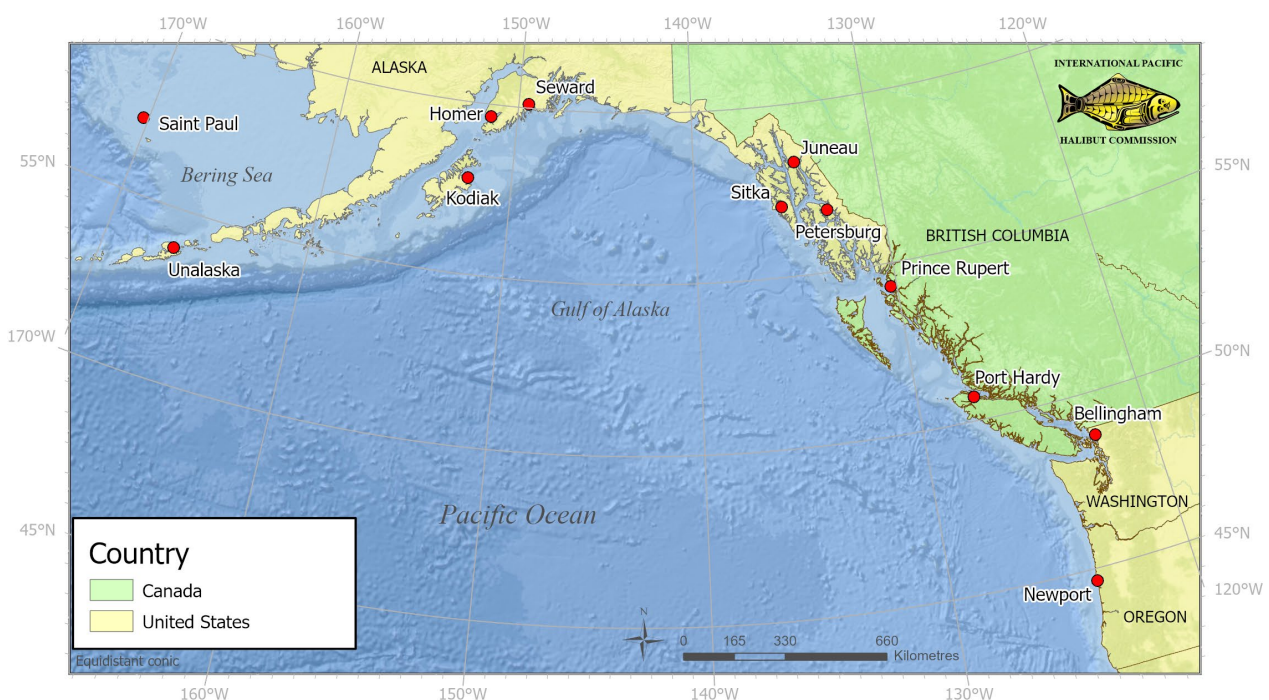 170°W
160°W
150°W
140°W
130°W
120°W
ALASKA
INTERNATIONAL PACIFIC
HALIBUT COMMISSION
Seward
Homer
Saint Paul
Juneau
55°N
55°N
Bering Sea
Kodiak
Sitka
Petersburg
BRITISH COLUMBIA
Unalaska
Prince Rupert
Gulf of Alaska
170°W
50°N
Port Hardy
Bellingham
WASHINGTON
Pacific Ocean
45°N
45°N
Country
Canada
United States
Newport
120°W
OREGON
N
0 165 330 660
Kilometres
Equidistant conic
160°W
150°W
140°W
130°W